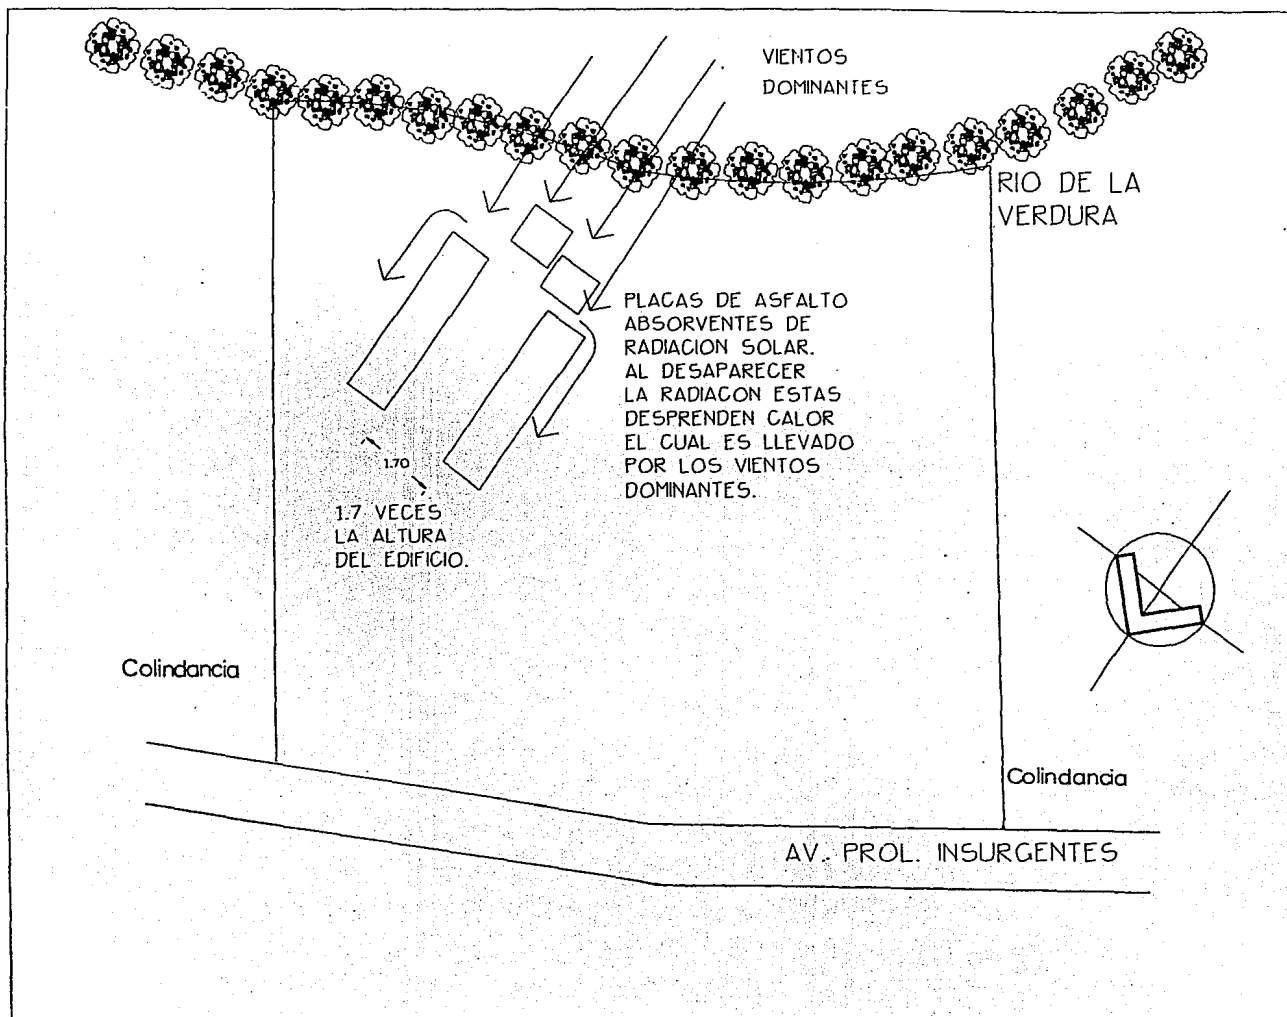 VIENTOS
DOMINANTES
RIO DE LA
VERDURA
PLACAS DE ASFALTO
ABSORVENTES DE
RADIACION SOLAR.
AL DESAPARECER
LA RADIACON ESTAS
DESPRENDEN CALOR
EL CUAL ES LLEVADO
POR LOS VIENTOS
DOMINANTES.
1.70
1.7 VECES
LA ALTURA
DEL EDIFICIO.
Colindancia
Colindancia
AV. PROL. INSURGENTES